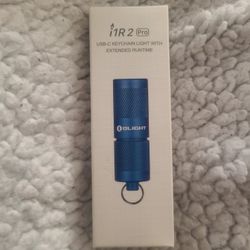 i1R 2 Pro
USB-C KEYCHAIN LIGHT WITH
EXTENDED RUNTIME
OLIGHT